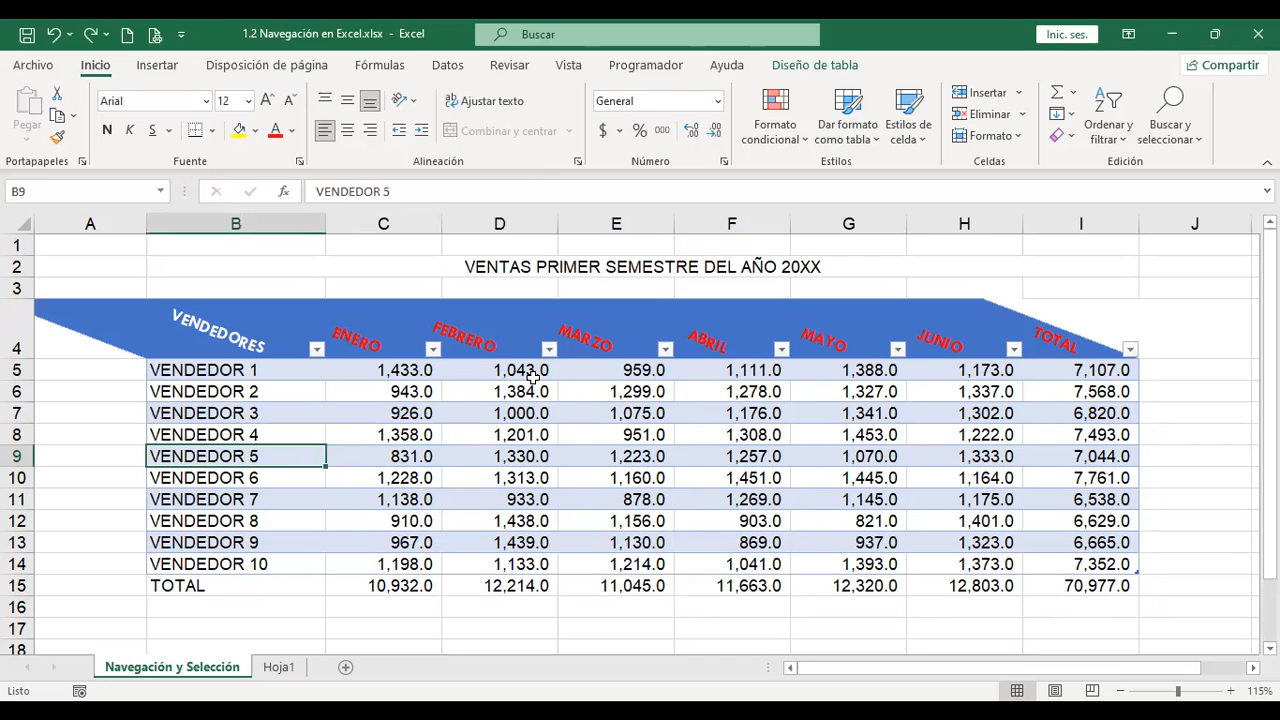 1.2 Navegación en Excel.xlsx - Excel
Buscar
Inic. ses.
Archivo Inicio Insertar Disposición de página Fórmulas Datos Revisar Vista Programador Ayuda Diseño de tabla Compartir
Pegar
Arial 12
Ajustar texto
Combinar y centrar
General
$ % 000
Formato condicional
Dar formato como tabla
Estilos de celda
Insertar
Eliminar
Formato
Ordenar y filtrar
Buscar y seleccionar
Portapapeles Fuente Alineación Número Estilos Celdas Edición
B9 fx VENDEDOR 5
A B C D E F G H I J
1
2 VENTAS PRIMER SEMESTRE DEL AÑO 20XX
3
4 VENDEDORES ENERO FEBRERO MARZO ABRIL MAYO JUNIO TOTAL
5 VENDEDOR 1 1,433.0 1,043.0 959.0 1,111.0 1,388.0 1,173.0 7,107.0
6 VENDEDOR 2 943.0 1,384.0 1,299.0 1,278.0 1,327.0 1,337.0 7,568.0
7 VENDEDOR 3 926.0 1,000.0 1,075.0 1,176.0 1,341.0 1,302.0 6,820.0
8 VENDEDOR 4 1,358.0 1,201.0 951.0 1,308.0 1,453.0 1,222.0 7,493.0
9 VENDEDOR 5 831.0 1,330.0 1,223.0 1,257.0 1,070.0 1,333.0 7,044.0
10 VENDEDOR 6 1,228.0 1,313.0 1,160.0 1,451.0 1,445.0 1,164.0 7,761.0
11 VENDEDOR 7 1,138.0 933.0 878.0 1,269.0 1,145.0 1,175.0 6,538.0
12 VENDEDOR 8 910.0 1,438.0 1,156.0 903.0 821.0 1,401.0 6,629.0
13 VENDEDOR 9 967.0 1,439.0 1,130.0 869.0 937.0 1,323.0 6,665.0
14 VENDEDOR 10 1,198.0 1,133.0 1,214.0 1,041.0 1,393.0 1,373.0 7,352.0
15 TOTAL 10,932.0 12,214.0 11,045.0 11,663.0 12,320.0 12,803.0 70,977.0
16
17
18
Navegación y Selección Hoja1
Listo 115%